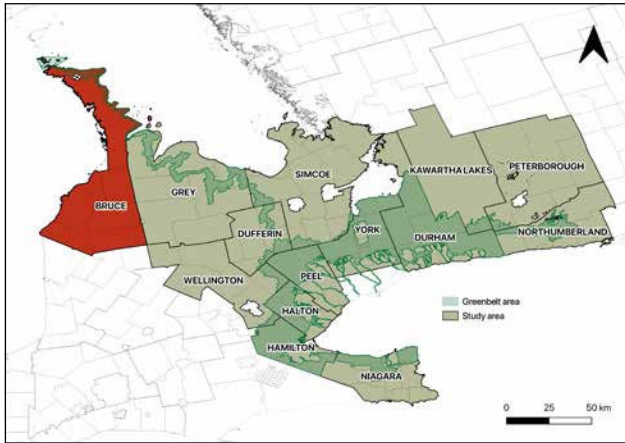 SIMCOE
KAWARTHA LAKES
PETERBOROUGH
GREY
BRUCE
DUFFERIN
YORK
DURHAM
NORTHUMBERLAND
WELLINGTON
PEEL
HALTON
HAMILTON
NIAGARA
Greenbelt area
Study area
0 25 50 km